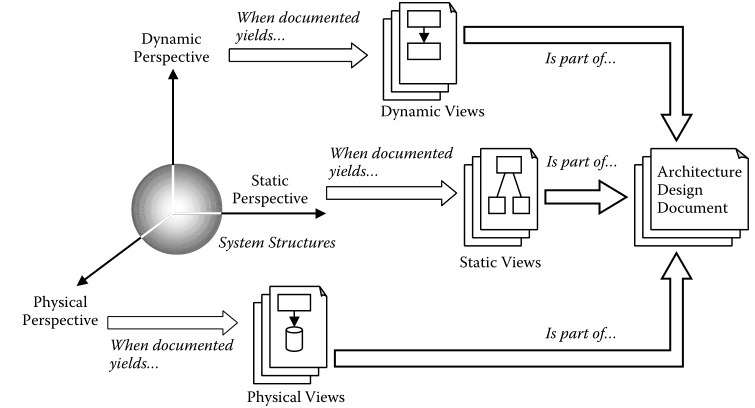 When documented
yields...
Dynamic
Perspective
Is part of...
Dynamic Views
When documented
yields...
Is part of...
Static
Perspective
Architecture
Design
Document
System Structures
Static Views
Physical
Perspective
When documented
yields...
Is part of...
Physical Views